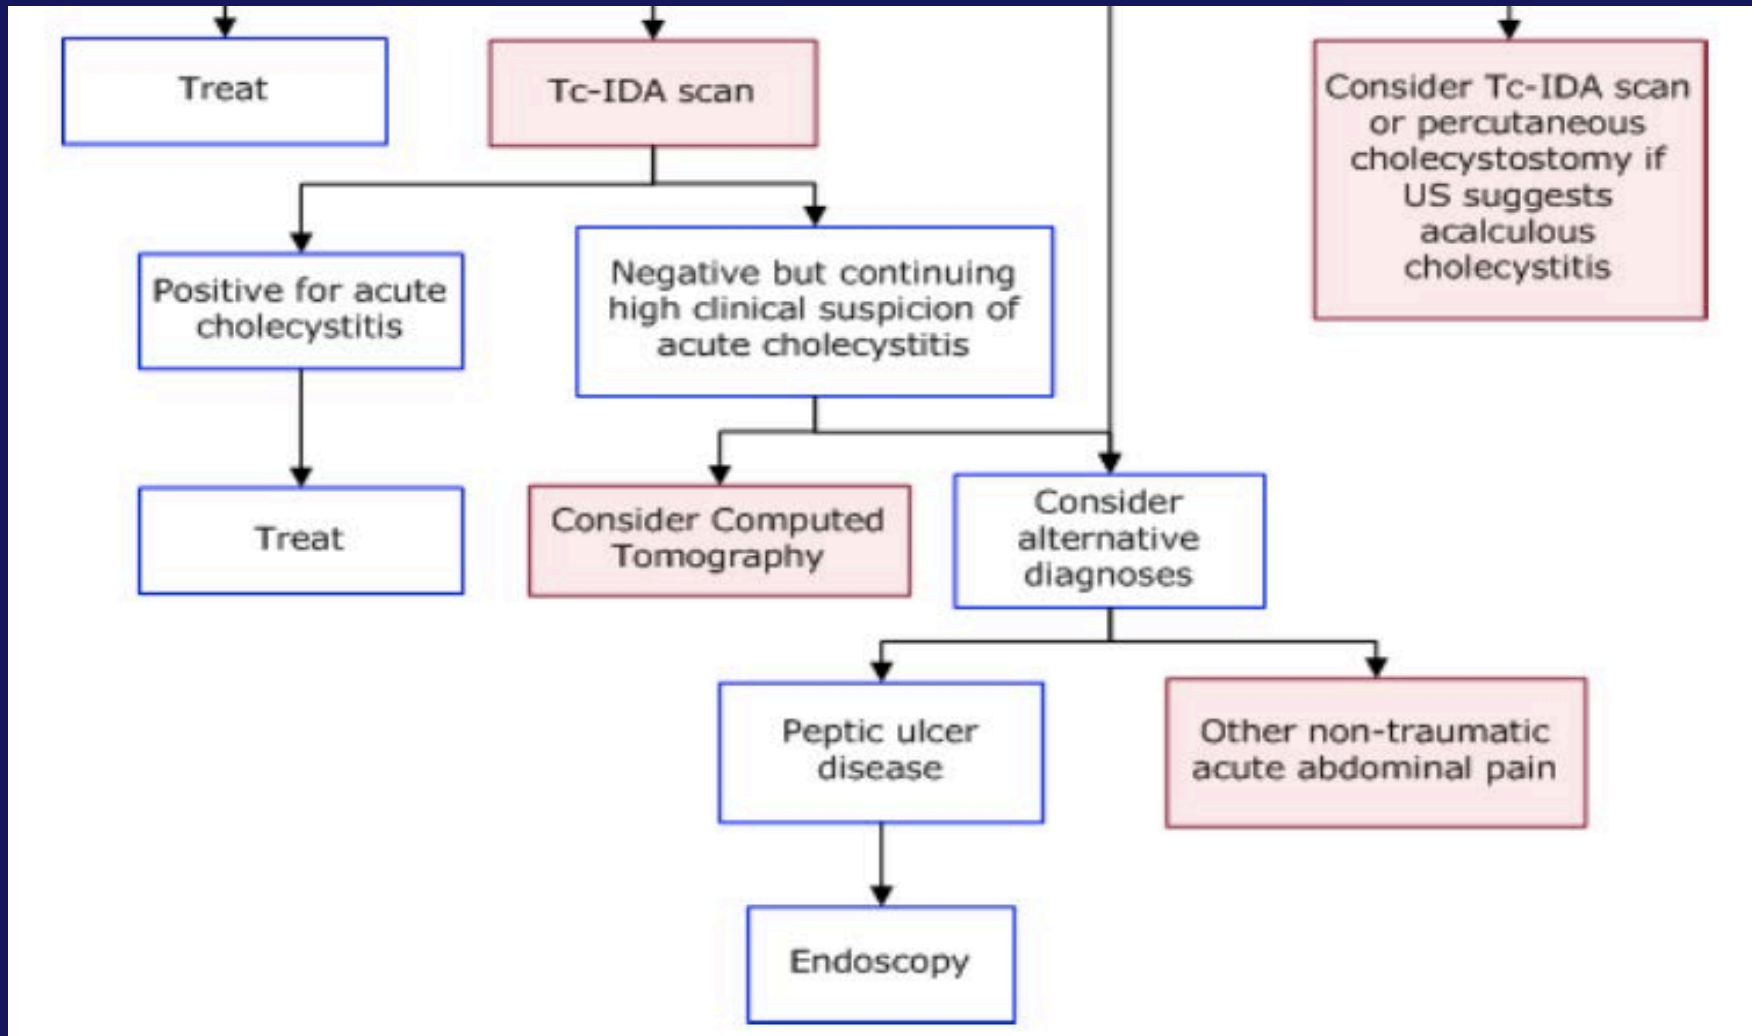 Treat
Tc-IDA scan
Consider Tc-IDA scan
or percutaneous
cholecystostomy if
US suggests
acalculous
cholecystitis
Positive for acute
cholecystitis
Negative but continuing
high clinical suspicion of
acute cholecystitis
Treat
Consider Computed
Tomography
Consider
alternative
diagnoses
Peptic ulcer
disease
Other non-traumatic
acute abdominal pain
Endoscopy